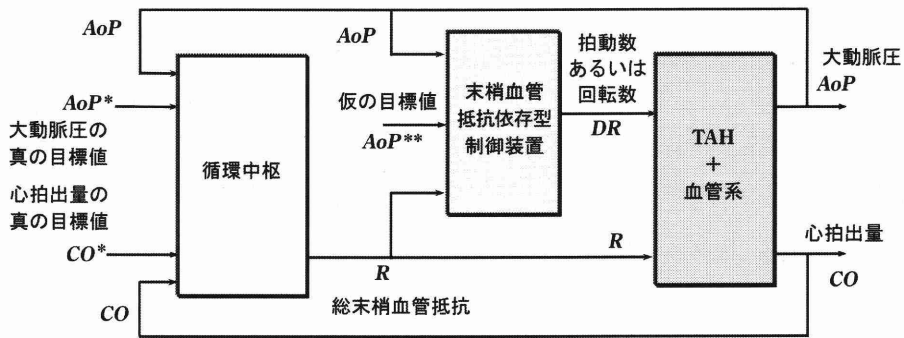 AoP
AoP
AoP*
大動脈圧の
真の目標値
心拍出量の
真の目標値
CO*
CO
循環中枢
仮の目標値
AoP**
末梢血管
抵抗依存型
制御装置
拍動数
あるいは
回転数
DR
R
R
総末梢血管抵抗
TAH
+
血管系
大動脈圧
AoP
心拍出量
CO